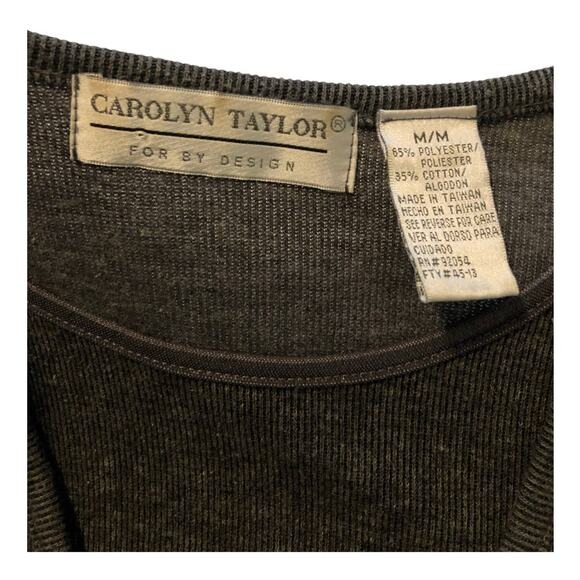 CAROLYN TAYLOR®
FOR BY DESIGN
M/M
65% POLYESTER/
POLIESTER
35% COTTON/
ALGODON
MADE IN TAIWAN
HECHO EN TAIWAN
SEE REVERSE FOR CARE
VER AL DORSO PARA
CUIDADO
RN#92054
FTY#45-13